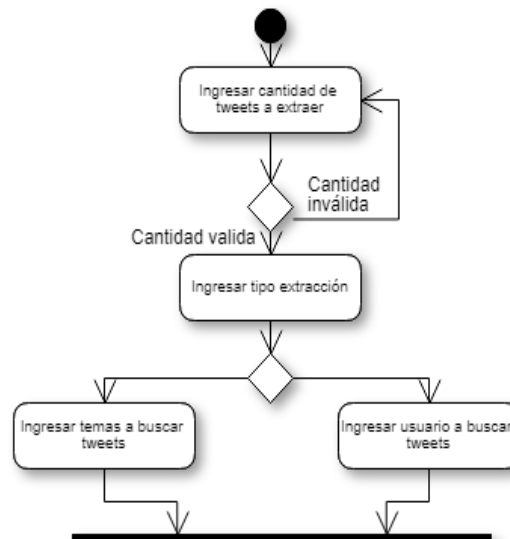 Ingresar cantidad de
tweets a extraer
Cantidad
inválida
Cantidad valida
Ingresar tipo extracción
Ingresar temas a buscar
tweets
Ingresar usuario a buscar
tweets